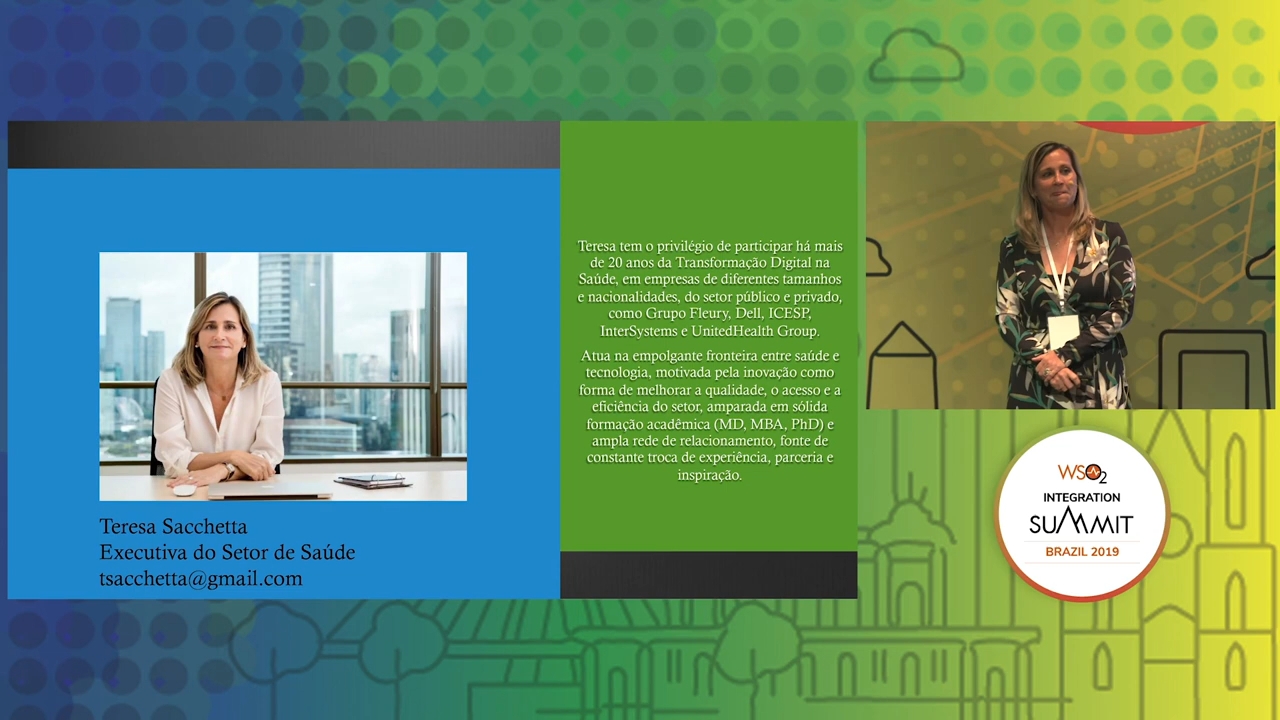 Teresa tem o privilégio de participar há mais
de 20 anos da Transformação Digital na
Saúde, em empresas de diferentes tamanhos
e nacionalidades, do setor público e privado,
como Grupo Fleury, Dell, ICESP,
InterSystems e UnitedHealth Group.
Atua na empolgante fronteira entre saúde e
tecnologia, motivada pela inovação como
forma de melhorar a qualidade, o acesso e a
eficiência do setor, amparada em sólida
formação acadêmica (MD, MBA, PhD) e
ampla rede de relacionamento, fonte de
constante troca de experiência, parceria e
inspiração.
Teresa Sacchetta
Executiva do Setor de Saúde
tsacchetta@gmail.com
WSO2
INTEGRATION
SUMMIT
BRAZIL 2019